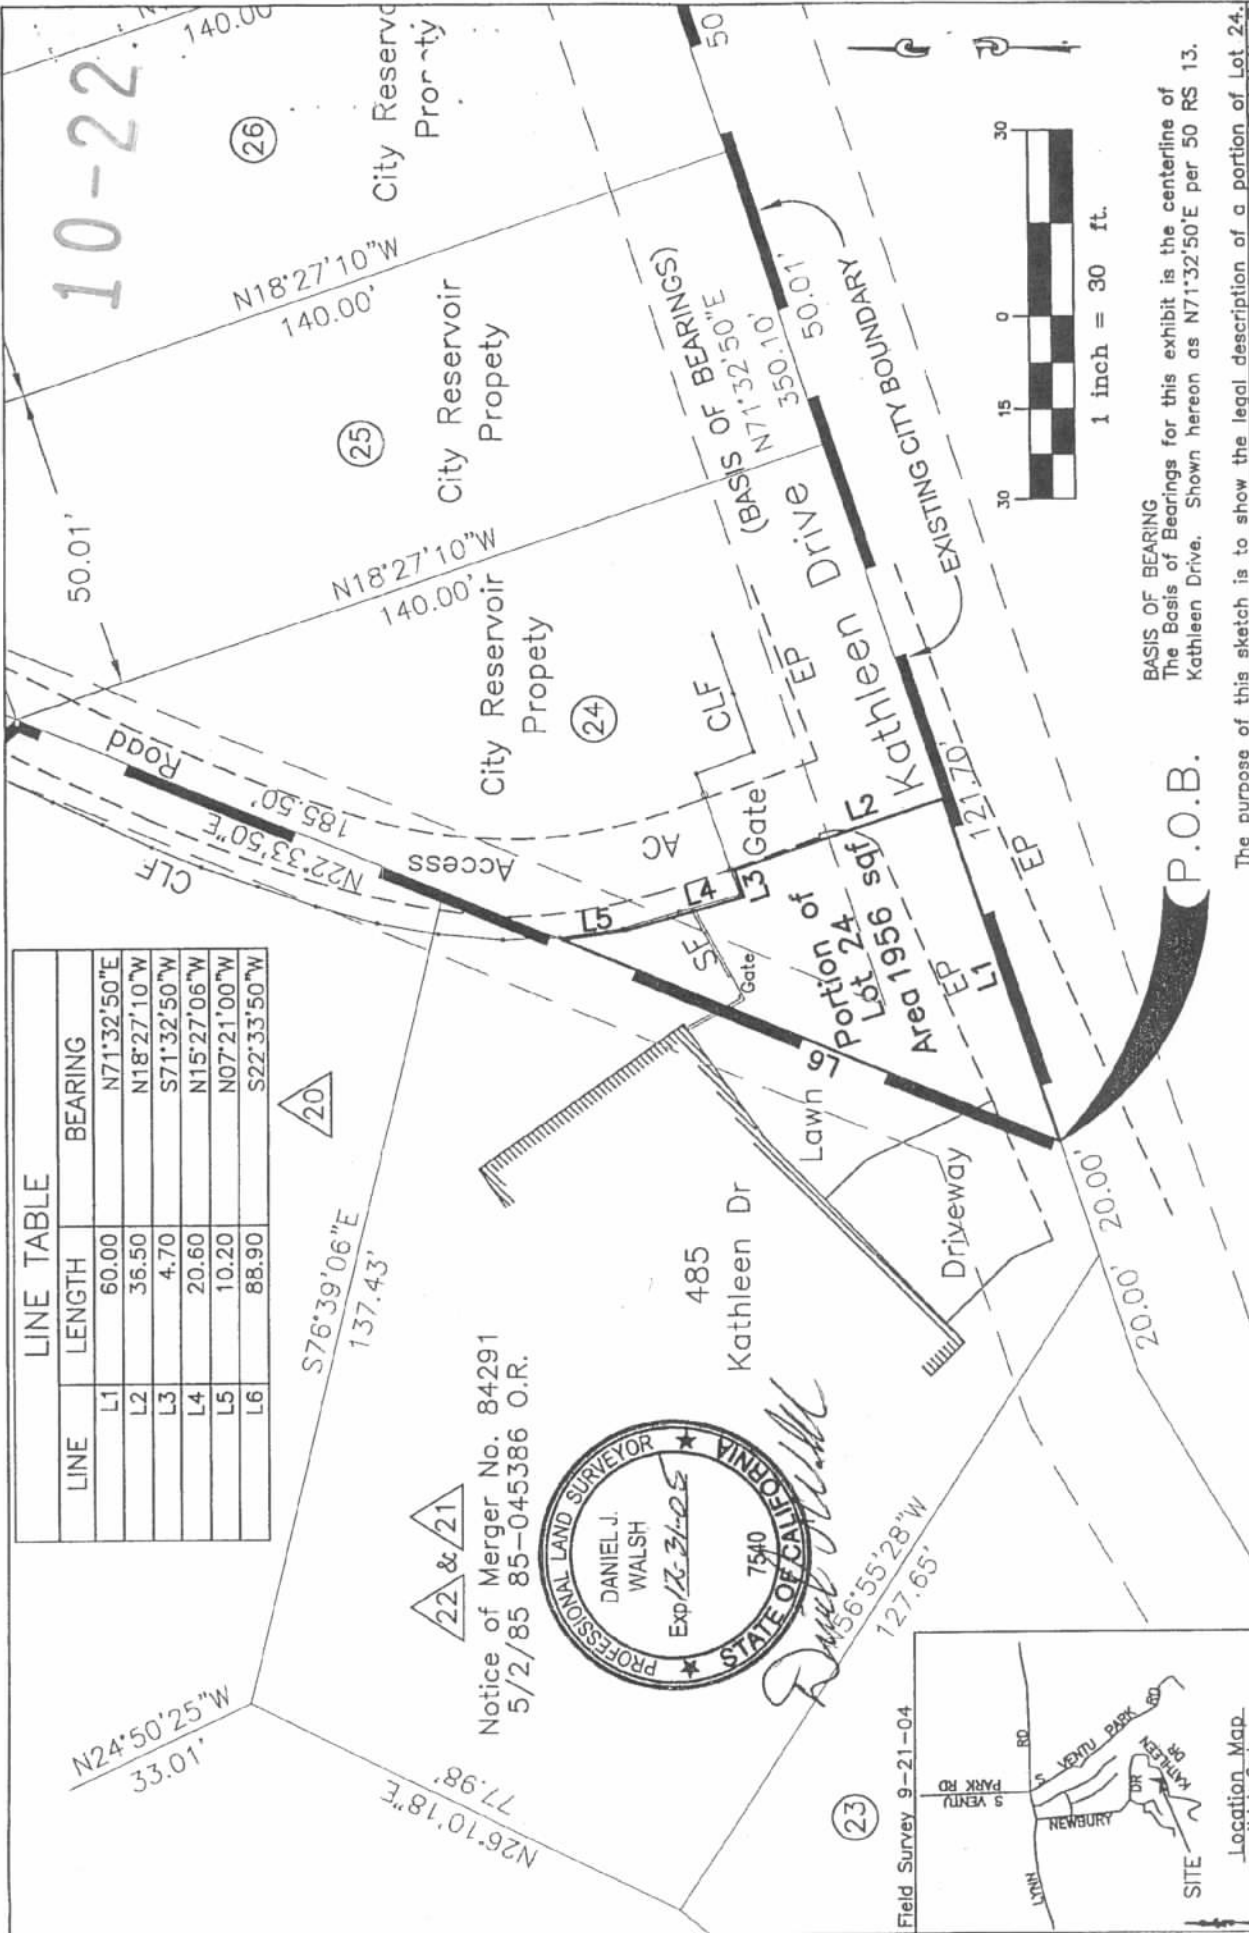 LINE TABLE
LINE LENGTH BEARING
L1 60.00 N71°32'50"E
L2 36.50 N18°27'10"W
L3 4.70 S71°32'50"W
L4 20.60 N15°27'06"W
L5 10.20 N07°21'00"W
L6 88.90 S22°33'50"W
20
10-22
140.00
26
City Reserv
50.01'
N18°27'10"W
140.00'
25
City Reservoir
Propety
N18°27'10"W
140.00'
City Reservoir
Propety
24
Road
185.50'
N22°33'50"E
CLF
Access
AC
CLF
EP
(BASIS OF BEARINGS)
N71°32'50"E
350.10'
50.01'
50
Kathleen Drive
EXISTING CITY BOUNDARY
S76°39'06"E
137.43'
N24°50'25"W
33.01'
N26°10'18"E
77.98'
22 & 21
Notice of Merger No. 84291
5/2/85 85-045386 O.R.
L5
L4
L3
Gate
L2
SF
Gate
Portion of
Lot 24
Area 1956 sqf
L6
EP
L1
121.70'
EP
Lawn
Driveway
485
Kathleen Dr
20.00'
20.00'
P.O.B.
PROFESSIONAL LAND SURVEYOR
DANIEL J.
WALSH
Exp 12-31-05
7540
STATE OF CALIFORNIA
N56°55'28"W
127.65'
23
30 15 0 30
1 inch = 30 ft.
BASIS OF BEARING
The Basis of Bearings for this exhibit is the centerline of
Kathleen Drive. Shown hereon as N71°32'50"E per 50 RS 13.
The purpose of this sketch is to show the legal description of a portion of Lot 24.
Field Survey 9-21-04
S VENTU
PARK RD
RD
LYNN
S VENTU PARK RD
NEWBURY
DR
KATHLEEN
DR
SITE
Location Map